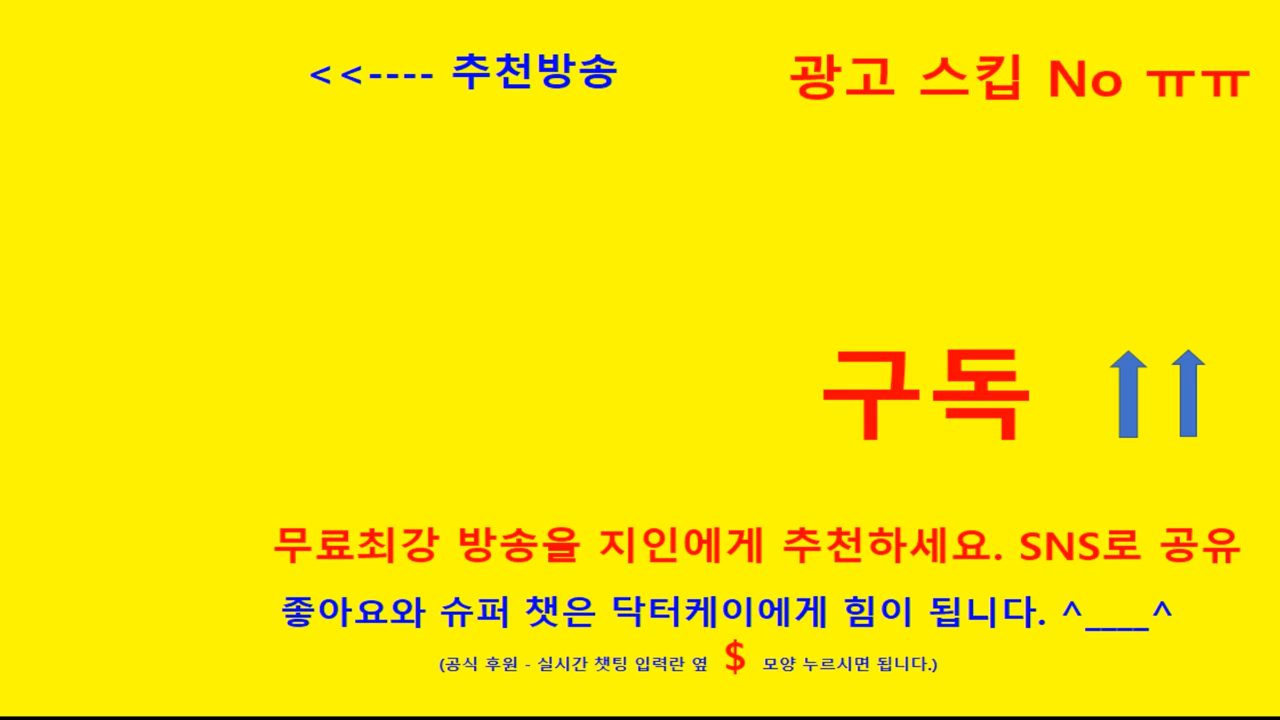 <<---- 추천방송
광고 스킵 No ㅠㅠ
구독
무료최강 방송을 지인에게 추천하세요. SNS로 공유
좋아요와 슈퍼 챗은 닥터케이에게 힘이 됩니다. ^____^
(공식 후원 - 실시간 챗팅 입력란 옆 $ 모양 누르시면 됩니다.)